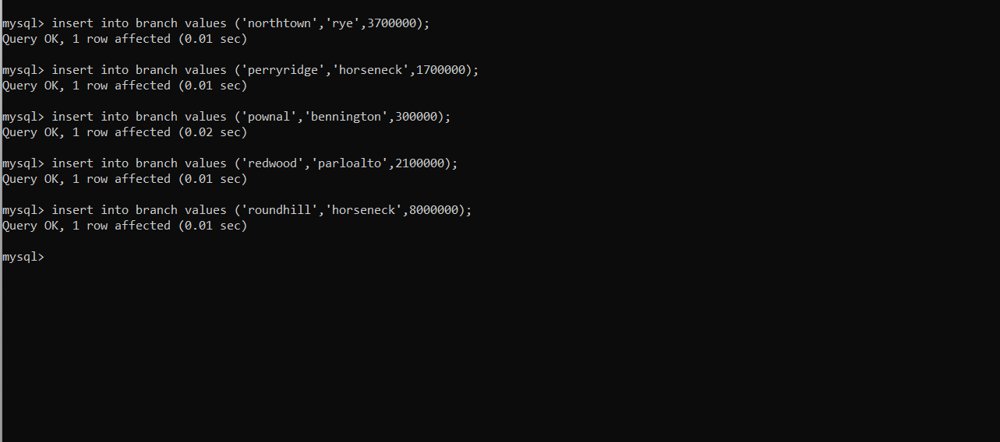 mysql> insert into branch values ('northtown','rye',3700000);
Query OK, 1 row affected (0.01 sec)
mysql> insert into branch values ('perryridge','horseneck',1700000);
Query OK, 1 row affected (0.01 sec)
mysql> insert into branch values ('pownal','bennington',300000);
Query OK, 1 row affected (0.02 sec)
mysql> insert into branch values ('redwood','parloalto',2100000);
Query OK, 1 row affected (0.01 sec)
mysql> insert into branch values ('roundhill','horseneck',8000000);
Query OK, 1 row affected (0.01 sec)
mysql>